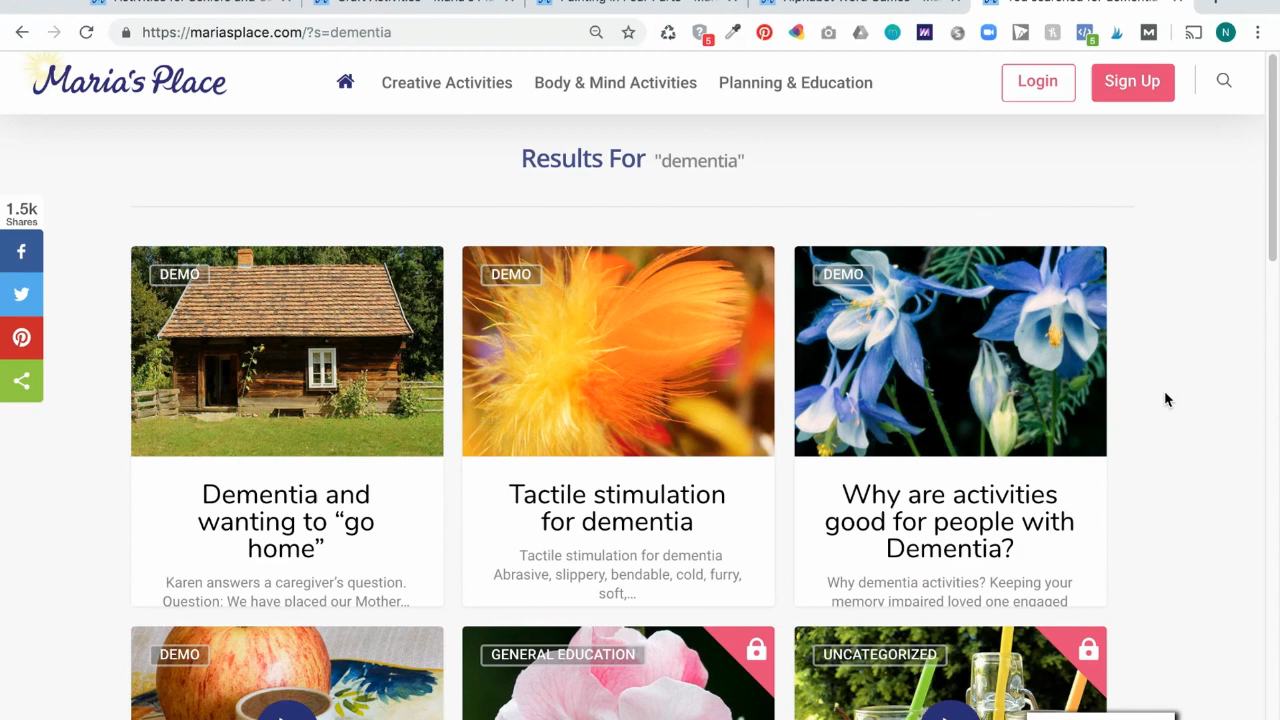 https://mariasplace.com/?s=dementia
5
5
N
Maria's Place
Creative Activities
Body & Mind Activities
Planning & Education
Login
Sign Up
Results For "dementia"
1.5k
Shares
DEMO
DEMO
DEMO
Dementia and
wanting to “go
home”
Karen answers a caregiver’s question.
Question: We have placed our Mother...
Tactile stimulation
for dementia
Tactile stimulation for dementia
Abrasive, slippery, bendable, cold, furry,
soft,...
Why are activities
good for people with
Dementia?
Why dementia activities? Keeping your
memory impaired loved one engaged
DEMO
GENERAL EDUCATION
UNCATEGORIZED